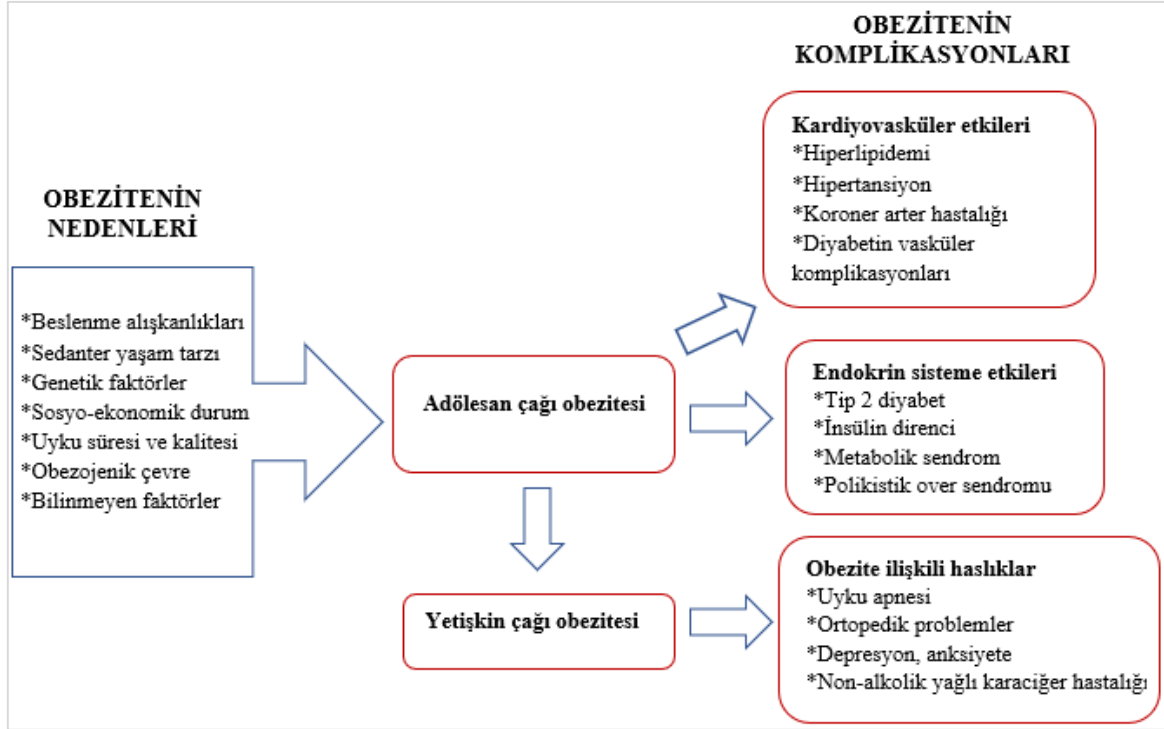 OBEZİTENİN
NEDENLERİ
*Beslenme alışkanlıkları
*Sedanter yaşam tarzı
*Genetik faktörler
*Sosyo-ekonomik durum
*Uyku süresi ve kalitesi
*Obezojenik çevre
*Bilinmeyen faktörler
Adölesan çağı obezitesi
Yetişkin çağı obezitesi
OBEZİTENİN
KOMPLİKASYONLARI
Kardiyovasküler etkileri
*Hiperlipidemi
*Hipertansiyon
*Koroner arter hastalığı
*Diyabetin vasküler
komplikasyonları
Endokrin sisteme etkileri
*Tip 2 diyabet
*İnsülin direnci
*Metabolik sendrom
*Polikistik over sendromu
Obezite ilişkili haslıklar
*Uyku apnesi
*Ortopedik problemler
*Depresyon, anksiyete
*Non-alkolik yağlı karaciğer hastalığı